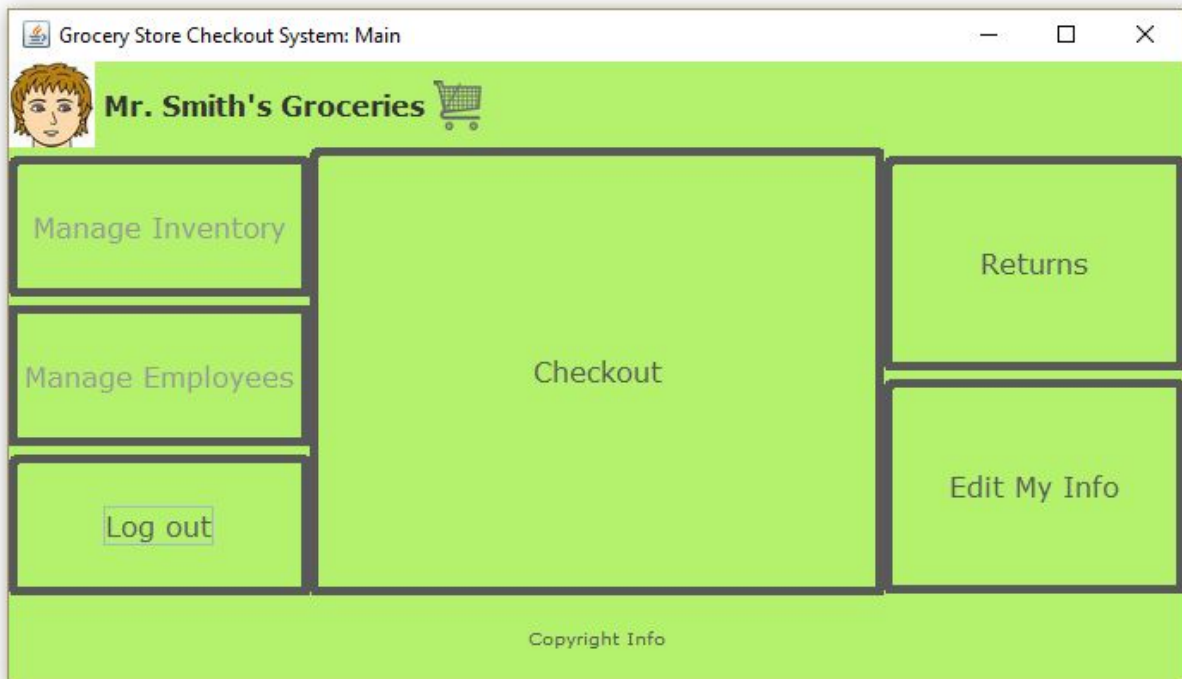 Grocery Store Checkout System: Main
Mr. Smith's Groceries
Manage Inventory
Manage Employees
Log out
Checkout
Returns
Edit My Info
Copyright Info